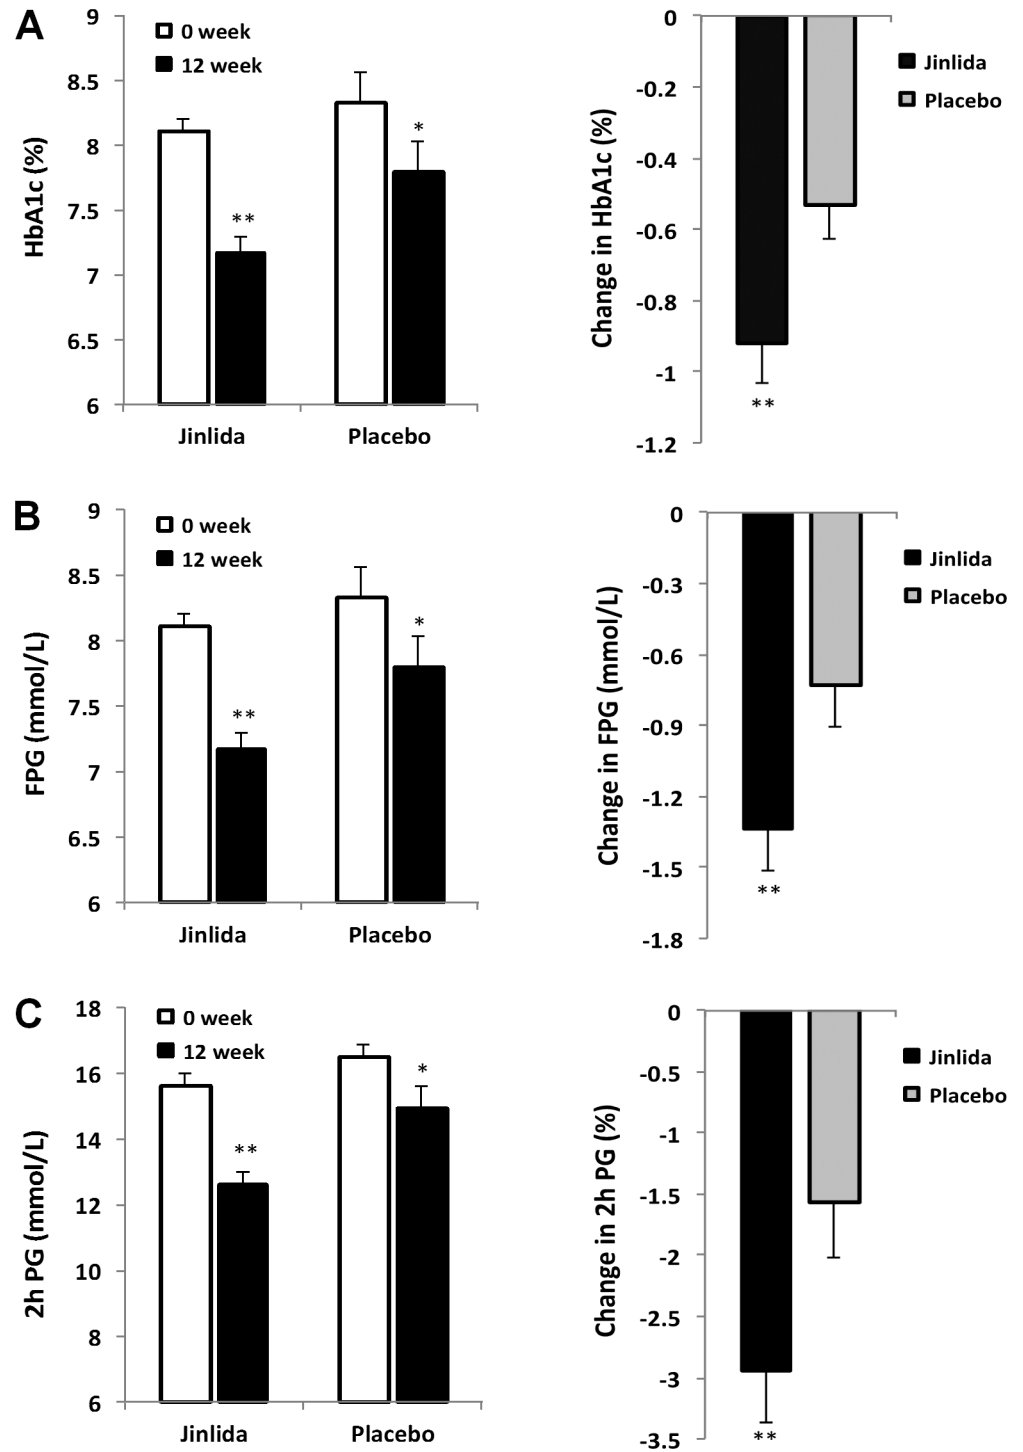 A
HbA1c (%)
9
8.5
8
7.5
7
6.5
6
0 week
12 week
**
*
Jinlida
Placebo
Change in HbA1c (%)
0
-0.2
-0.4
-0.6
-0.8
-1
-1.2
**
Jinlida
Placebo
B
FPG (mmol/L)
9
8.5
8
7.5
7
6.5
6
0 week
12 week
**
*
Jinlida
Placebo
Change in FPG (mmol/L)
0
-0.3
-0.6
-0.9
-1.2
-1.5
-1.8
**
Jinlida
Placebo
C
2h PG (mmol/L)
18
16
14
12
10
8
6
0 week
12 week
**
*
Jinlida
Placebo
Change in 2h PG (%)
0
-0.5
-1
-1.5
-2
-2.5
-3
-3.5
**
Jinlida
Placebo